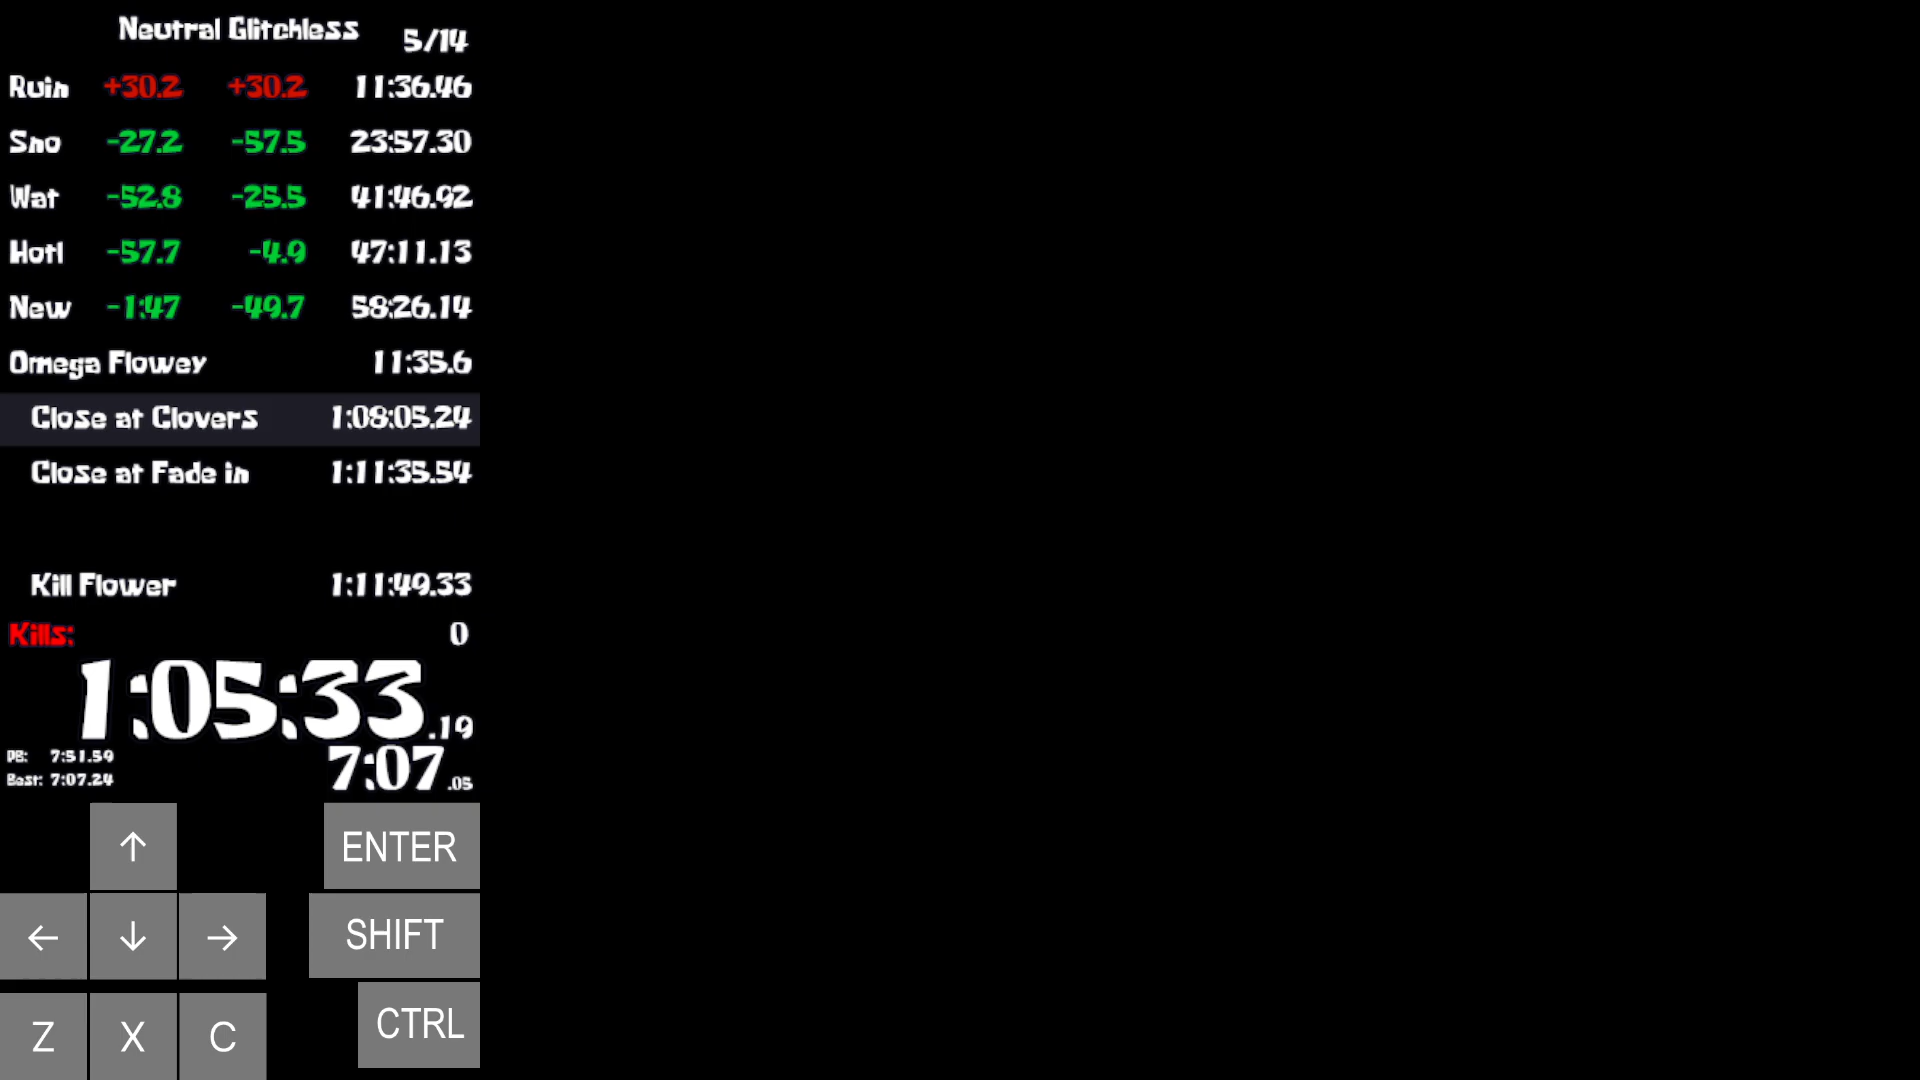 Neutral Glitchless 5/14
Ruin +30.2 +30.2 11:36.46
Sno -27.2 -57.5 23:57.30
Wat -52.8 -25.5 41:46.92
Hotl -57.7 -4.9 47:11.13
New -1:47 -49.7 58:26.14
Omega Flowey 11:35.6
Close at Clovers 1:08:05.24
Close at Fade in 1:11:35.54
Kill Flower 1:11:49.33
Kills: 0
1:05:33.19
PB: 7:51.59
Best: 7:07.24
7:07.05
↑ ENTER
← ↓ → SHIFT
Z X C CTRL